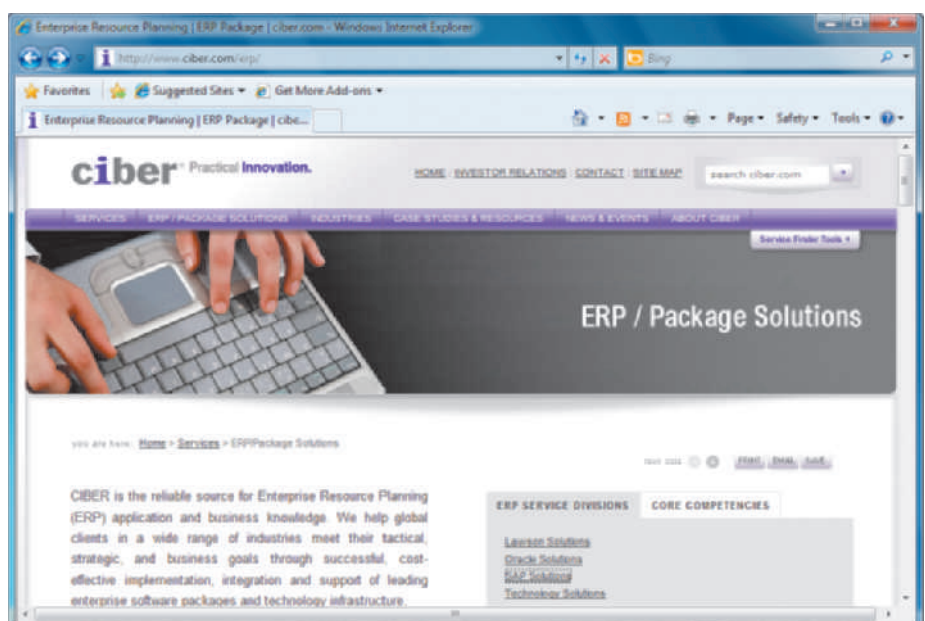 Enterprise Resource Planning | ERP Package | ciber.com - Windows Internet Explorer
http://www.ciber.com/erp/
Bing
Favorites Suggested Sites Get More Add-ons
Enterprise Resource Planning | ERP Package | cibe...
Page Safety Tools
ciber Practical Innovation.
HOME INVESTOR RELATIONS CONTACT SITE MAP
search ciber.com
SERVICES ERP / PACKAGE SOLUTIONS INDUSTRIES CASE STUDIES & RESOURCES NEWS & EVENTS ABOUT CIBER
Service Finder Tools
ERP / Package Solutions
you are here: Home > Services > ERP/Package Solutions
TEXT SIZE PRINT EMAIL SAVE
CIBER is the reliable source for Enterprise Resource Planning
(ERP) application and business knowledge. We help global
clients in a wide range of industries meet their tactical,
strategic, and business goals through successful, cost-
effective implementation, integration and support of leading
enterprise software packages and technology infrastructure.
ERP SERVICE DIVISIONS CORE COMPETENCIES
Lawson Solutions
Oracle Solutions
SAP Solutions
Technology Solutions